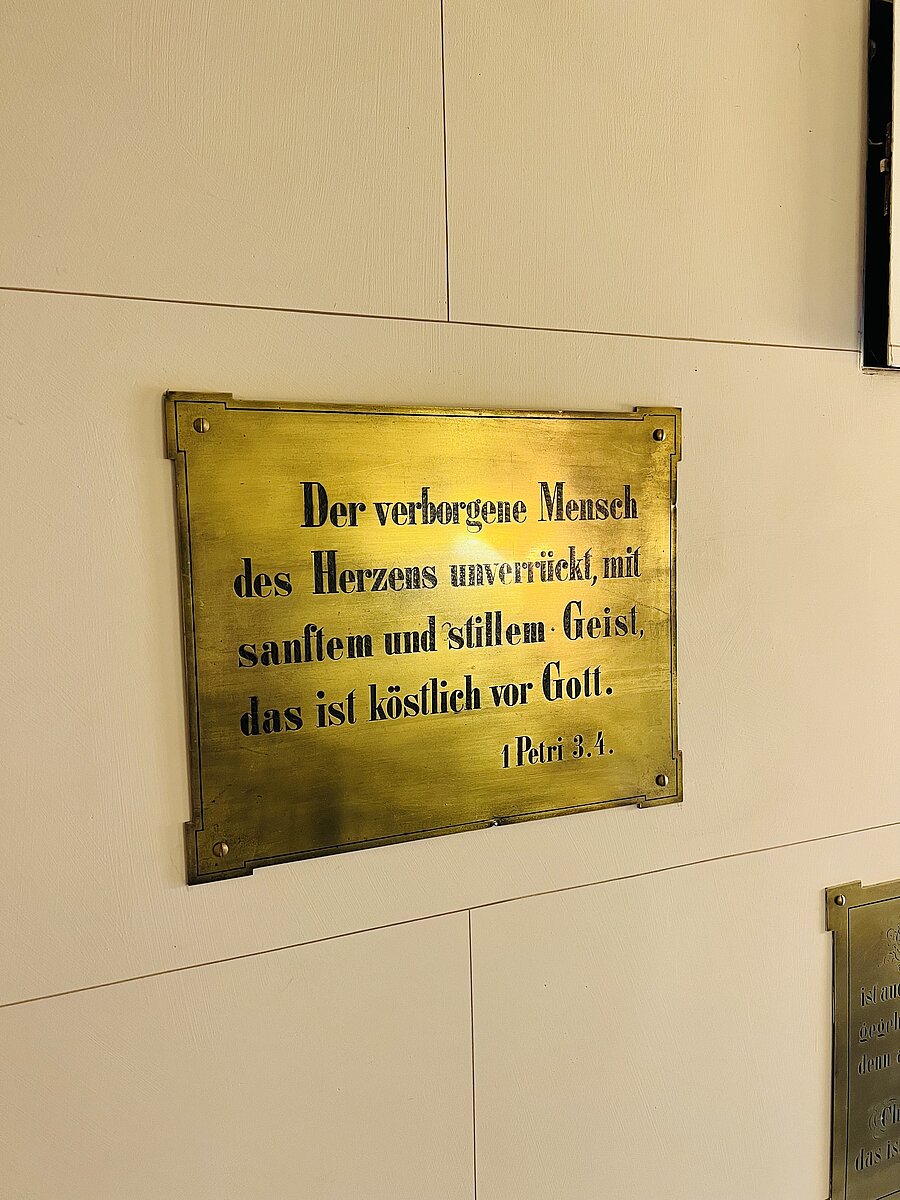 Der verborgene Mensch
des Herzens unverrückt, mit
sanftem und stillem Geist,
das ist köstlich vor Gott.
1 Petri 3.4.
denn